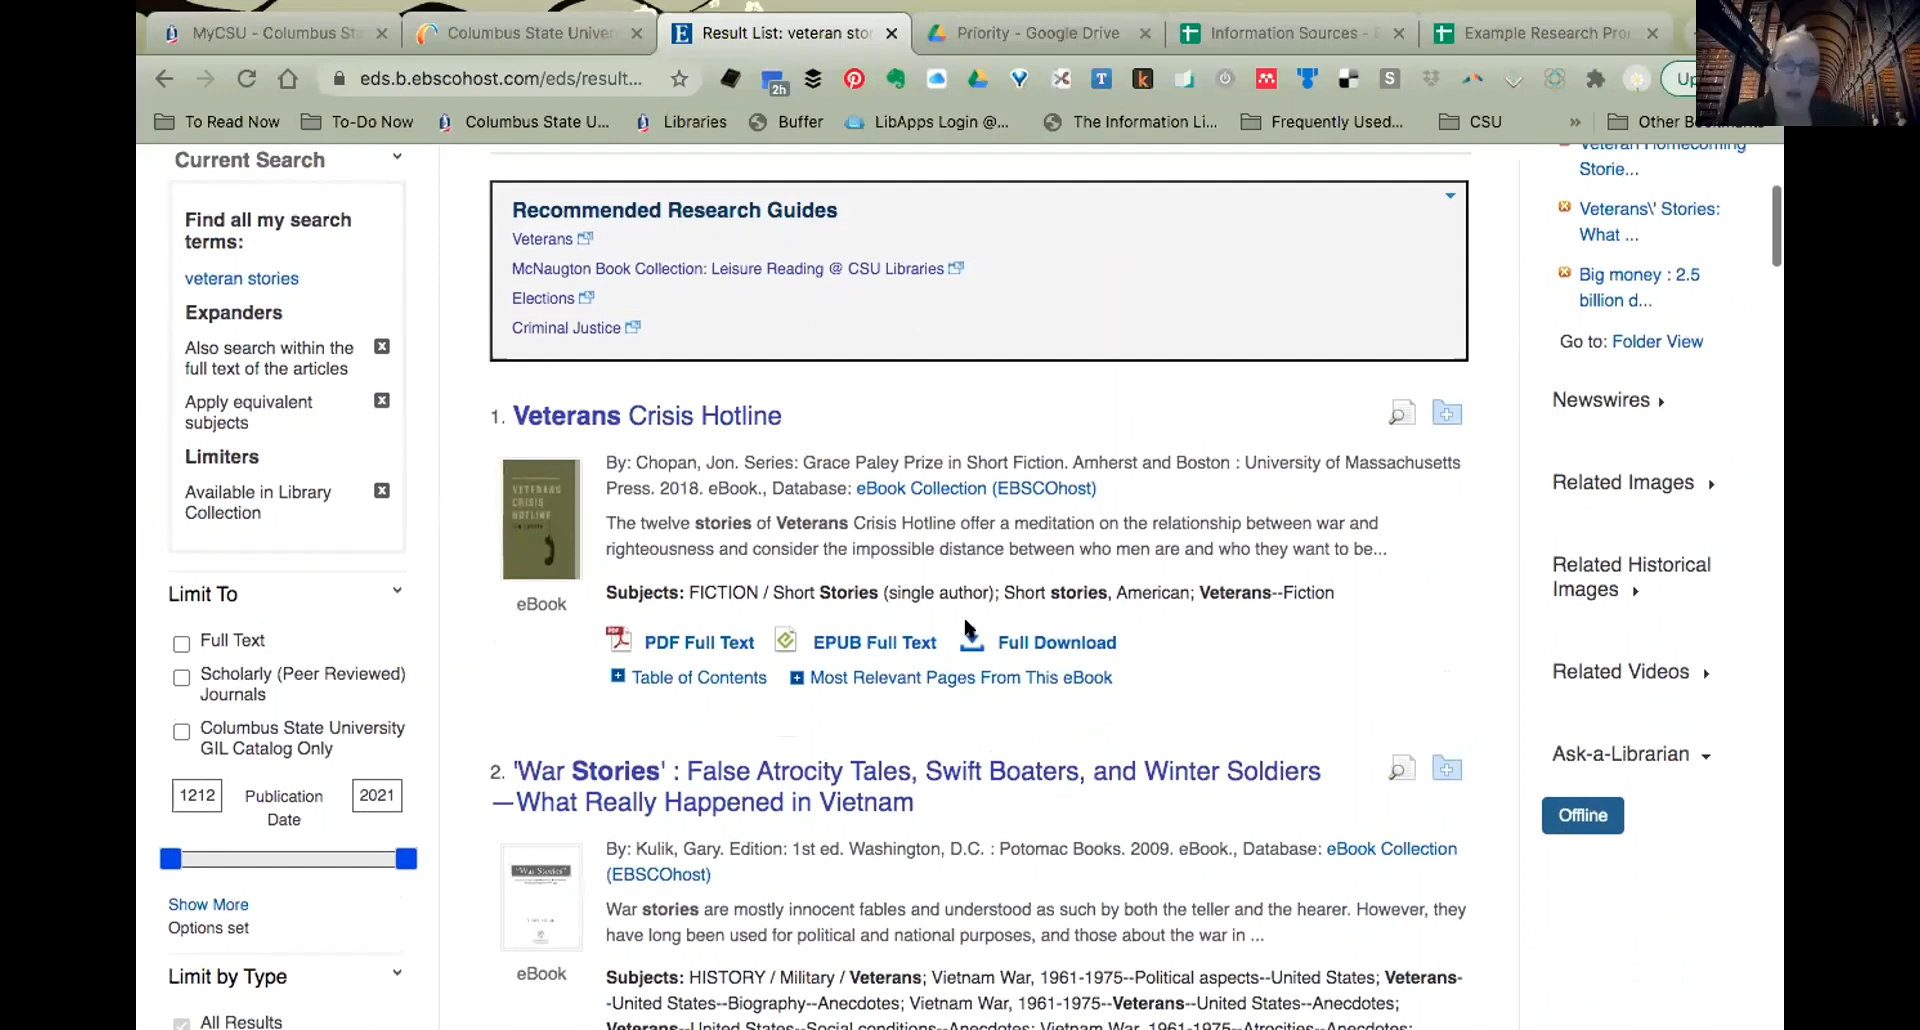 MyCSU - Columbus Sta
Columbus State Univer
Result List: veteran stor
Priority - Google Drive
Information Sources - E
Example Research Pro
eds.b.ebscohost.com/eds/result...
2h
T
k
S
Up
To Read Now
To-Do Now
Columbus State U...
Libraries
Buffer
LibApps Login @...
The Information Li...
Frequently Used...
CSU
»
Other Bookmarks
Current Search
Find all my search
terms:
veteran stories
Expanders
Also search within the
full text of the articles
Apply equivalent
subjects
Limiters
Available in Library
Collection
Limit To
Full Text
Scholarly (Peer Reviewed)
Journals
Columbus State University
GIL Catalog Only
1212
Publication
Date
2021
Show More
Options set
Limit by Type
All Results
Recommended Research Guides
Veterans
McNaugton Book Collection: Leisure Reading @ CSU Libraries
Elections
Criminal Justice
1. Veterans Crisis Hotline
VETERANS
CRISIS
HOTLINE
eBook
By: Chopan, Jon. Series: Grace Paley Prize in Short Fiction. Amherst and Boston : University of Massachusetts
Press. 2018. eBook., Database: eBook Collection (EBSCOhost)
The twelve stories of Veterans Crisis Hotline offer a meditation on the relationship between war and
righteousness and consider the impossible distance between who men are and who they want to be...
Subjects: FICTION / Short Stories (single author); Short stories, American; Veterans--Fiction
PDF Full Text
EPUB Full Text
Full Download
Table of Contents
Most Relevant Pages From This eBook
2. 'War Stories' : False Atrocity Tales, Swift Boaters, and Winter Soldiers
—What Really Happened in Vietnam
"War Stories"
eBook
By: Kulik, Gary. Edition: 1st ed. Washington, D.C. : Potomac Books. 2009. eBook., Database: eBook Collection
(EBSCOhost)
War stories are mostly innocent fables and understood as such by both the teller and the hearer. However, they
have long been used for political and national purposes, and those about the war in ...
Subjects: HISTORY / Military / Veterans; Vietnam War, 1961-1975--Political aspects--United States; Veterans-
-United States--Biography--Anecdotes; Vietnam War, 1961-1975--Veterans--United States--Anecdotes;
Veterans--United States--Social conditions--Anecdotes; Vietnam War, 1961-1975--Atrocities--Anecdotes;
Veteran Homecoming
Storie...
Veterans\' Stories:
What ...
Big money : 2.5
billion d...
Go to: Folder View
Newswires
Related Images
Related Historical
Images
Related Videos
Ask-a-Librarian
Offline